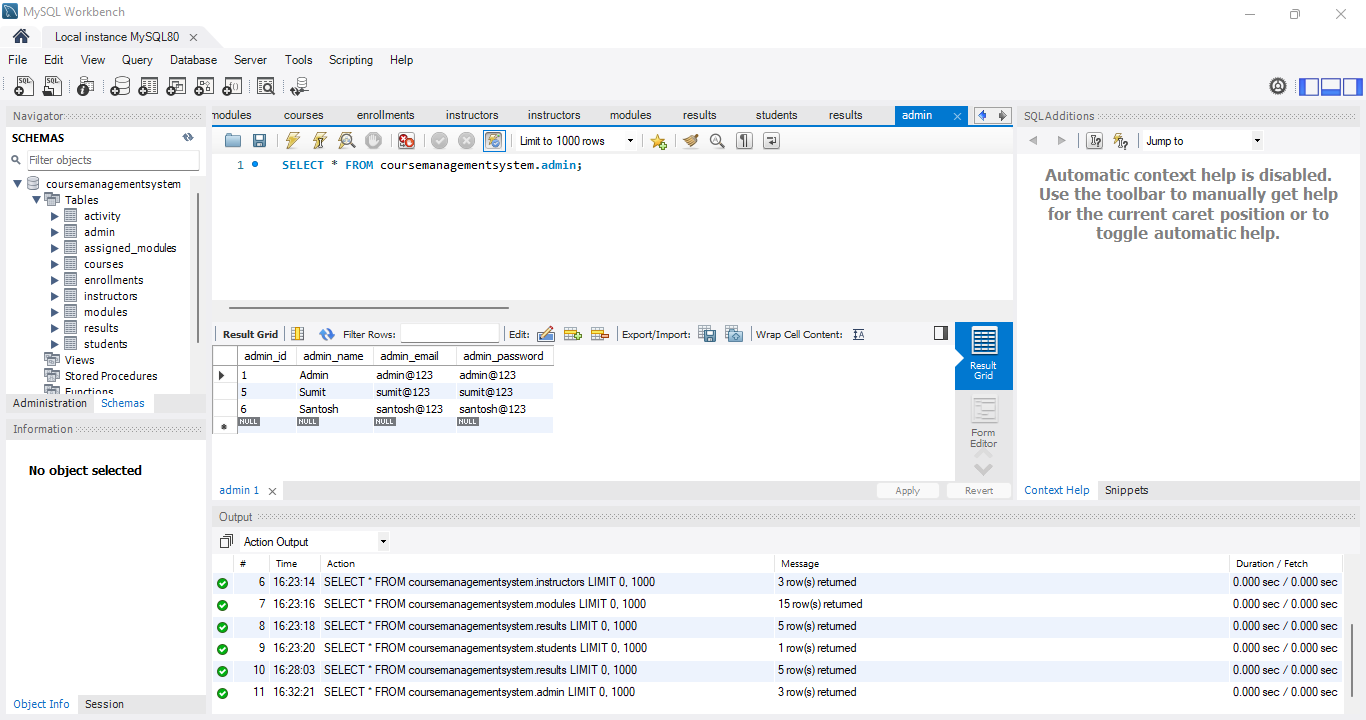 MySQL Workbench
Local instance MySQL80
File Edit View Query Database Server Tools Scripting Help
Navigator
SCHEMAS
Filter objects
coursemanagementsystem
Tables
activity
admin
assigned_modules
courses
enrollments
instructors
modules
results
students
Views
Stored Procedures
Functions
Administration Schemas
Information
No object selected
Object Info Session
modules courses enrollments instructors instructors modules results students results admin
Limit to 1000 rows
1 SELECT * FROM coursemanagementsystem.admin;
Result Grid Filter Rows: Edit: Export/Import: Wrap Cell Content:
admin_id admin_name admin_email admin_password
1 Admin admin@123 admin@123
5 Sumit sumit@123 sumit@123
6 Santosh santosh@123 santosh@123
NULL NULL NULL NULL
Result
Grid
Form
Editor
admin 1
Apply Revert
SQLAdditions
Jump to
Automatic context help is disabled.
Use the toolbar to manually get help
for the current caret position or to
toggle automatic help.
Context Help Snippets
Output
Action Output
# Time Action Message Duration / Fetch
6 16:23:14 SELECT * FROM coursemanagementsystem.instructors LIMIT 0, 1000 3 row(s) returned 0.000 sec / 0.000 sec
7 16:23:16 SELECT * FROM coursemanagementsystem.modules LIMIT 0, 1000 15 row(s) returned 0.000 sec / 0.000 sec
8 16:23:18 SELECT * FROM coursemanagementsystem.results LIMIT 0, 1000 5 row(s) returned 0.000 sec / 0.000 sec
9 16:23:20 SELECT * FROM coursemanagementsystem.students LIMIT 0, 1000 1 row(s) returned 0.000 sec / 0.000 sec
10 16:28:03 SELECT * FROM coursemanagementsystem.results LIMIT 0, 1000 5 row(s) returned 0.000 sec / 0.000 sec
11 16:32:21 SELECT * FROM coursemanagementsystem.admin LIMIT 0, 1000 3 row(s) returned 0.000 sec / 0.000 sec